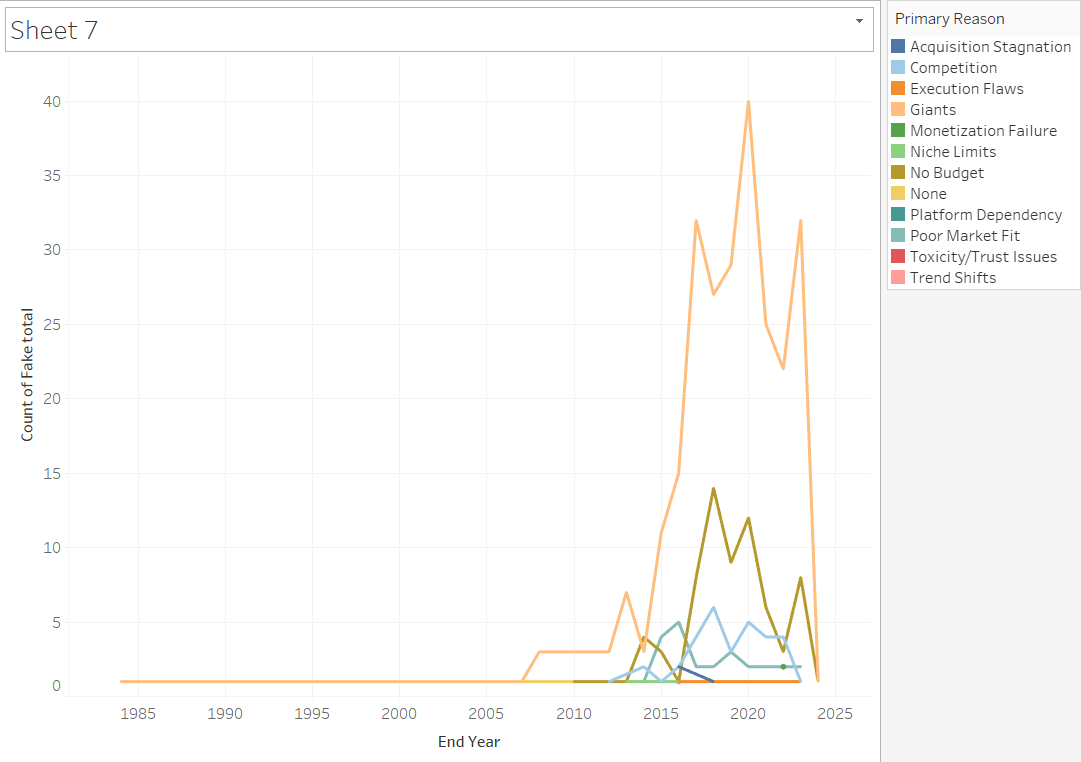 Sheet 7
Primary Reason
Acquisition Stagnation
Competition
Execution Flaws
Giants
Monetization Failure
Niche Limits
No Budget
None
Platform Dependency
Poor Market Fit
Toxicity/Trust Issues
Trend Shifts
Count of Fake total
40
35
30
25
20
15
10
5
0
1985 1990 1995 2000 2005 2010 2015 2020 2025
End Year